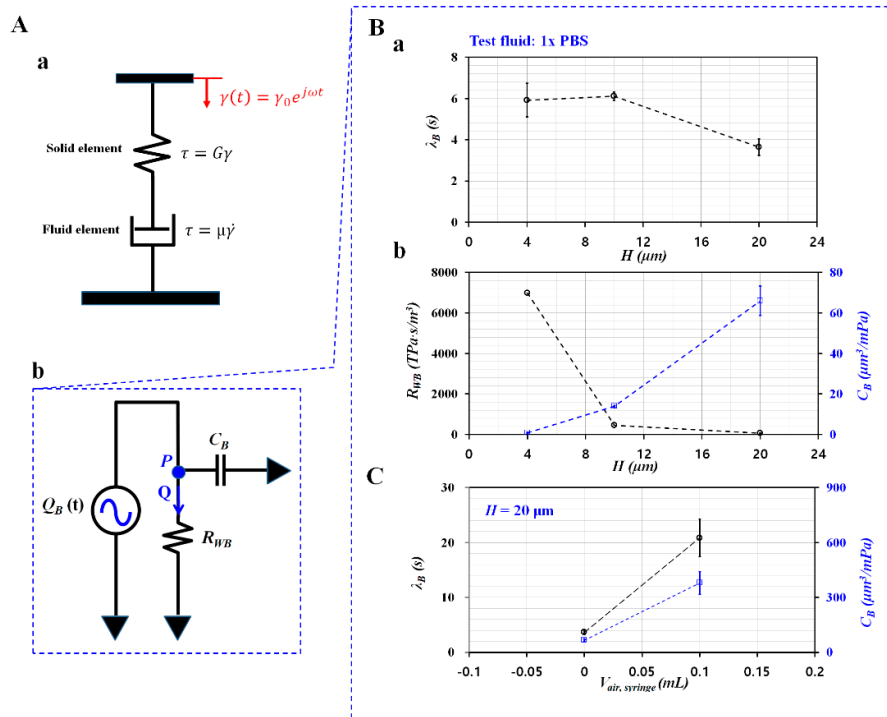 A
a
γ(t) = γ₀e^{jωt}
Solid element
τ = Gγ
Fluid element
τ = μγ̇
b
Q_B (t)
P
Q
C_B
R_WB
B
a
Test fluid: 1x PBS
8
6
4
2
0
λ_B (s)
0 4 8 12 16 20 24
H (μm)
b
8000
6000
4000
2000
0
R_WB (TPa·s/m³)
80
60
40
20
0
C_B (μm³/mPa)
0 4 8 12 16 20 24
H (μm)
C
H = 20 μm
30
20
10
0
λ_B (s)
900
600
300
0
C_B (μm³/mPa)
-0.1 -0.05 0 0.05 0.1 0.15 0.2
V_air, syringe (mL)